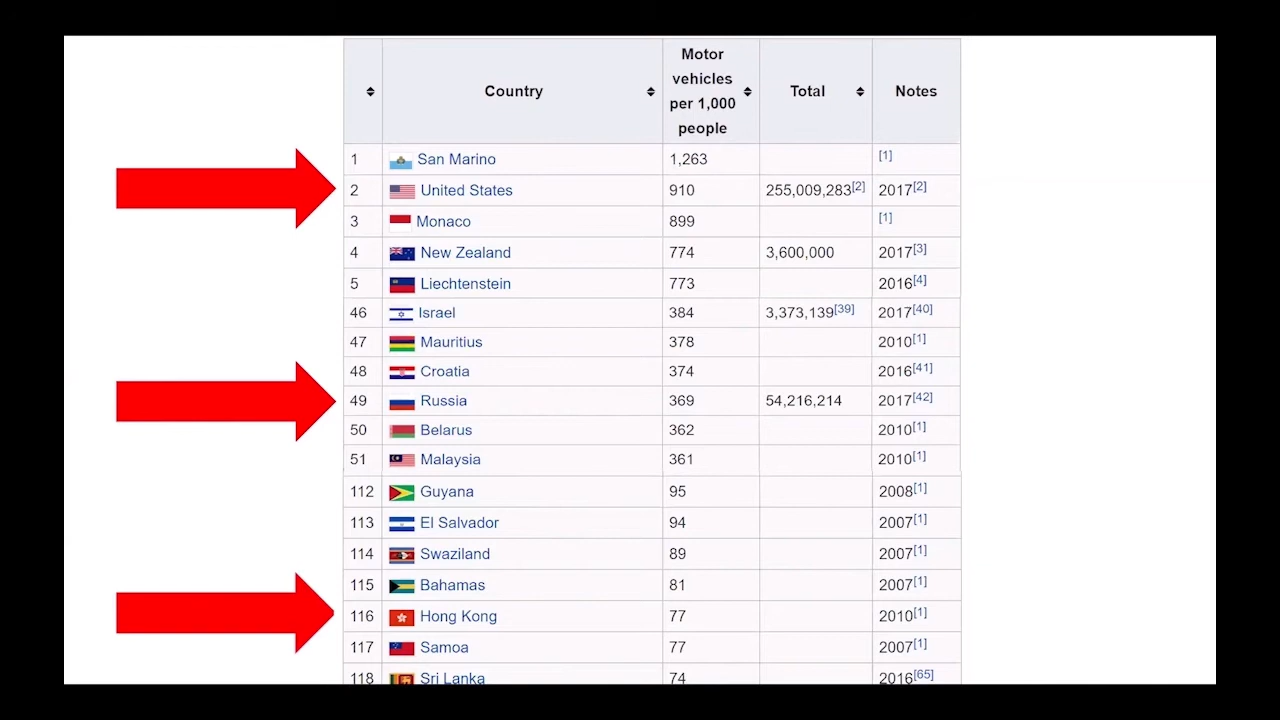 Country Motor vehicles per 1,000 people Total Notes
1 San Marino 1,263 [1]
2 United States 910 255,009,283[2] 2017[2]
3 Monaco 899 [1]
4 New Zealand 774 3,600,000 2017[3]
5 Liechtenstein 773 2016[4]
46 Israel 384 3,373,139[39] 2017[40]
47 Mauritius 378 2010[1]
48 Croatia 374 2016[41]
49 Russia 369 54,216,214 2017[42]
50 Belarus 362 2010[1]
51 Malaysia 361 2010[1]
112 Guyana 95 2008[1]
113 El Salvador 94 2007[1]
114 Swaziland 89 2007[1]
115 Bahamas 81 2007[1]
116 Hong Kong 77 2010[1]
117 Samoa 77 2007[1]
118 Sri Lanka 74 2016[65]